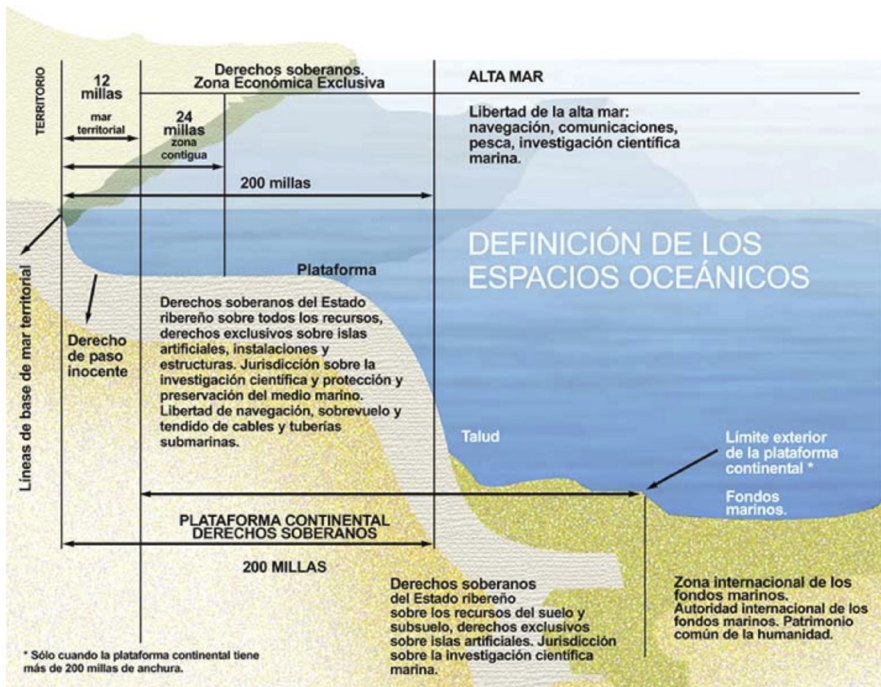 TERRITORIO
12
millas
mar
territorial
Derechos soberanos.
Zona Económica Exclusiva
24
millas
zona
contigua
200 millas
ALTA MAR
Libertad de la alta mar:
navegación, comunicaciones,
pesca, investigación científica
marina.
DEFINICIÓN DE LOS
ESPACIOS OCEÁNICOS
Líneas de base de mar territorial
Derecho
de paso
inocente
Plataforma
Derechos soberanos del Estado
ribereño sobre todos los recursos,
derechos exclusivos sobre islas
artificiales, instalaciones y
estructuras. Jurisdicción sobre la
investigación científica y protección y
preservación del medio marino.
Libertad de navegación, sobrevuelo y
tendido de cables y tuberías
submarinas.
Talud
Límite exterior
de la plataforma
continental *
Fondos
marinos.
PLATAFORMA CONTINENTAL
DERECHOS SOBERANOS
200 MILLAS
Derechos soberanos
del Estado ribereño
sobre los recursos del suelo y
subsuelo, derechos exclusivos
sobre islas artificiales. Jurisdicción
sobre la investigación científica
marina.
Zona internacional de los
fondos marinos.
Autoridad internacional de los
fondos marinos. Patrimonio
común de la humanidad.
* Sólo cuando la plataforma continental tiene
más de 200 millas de anchura.